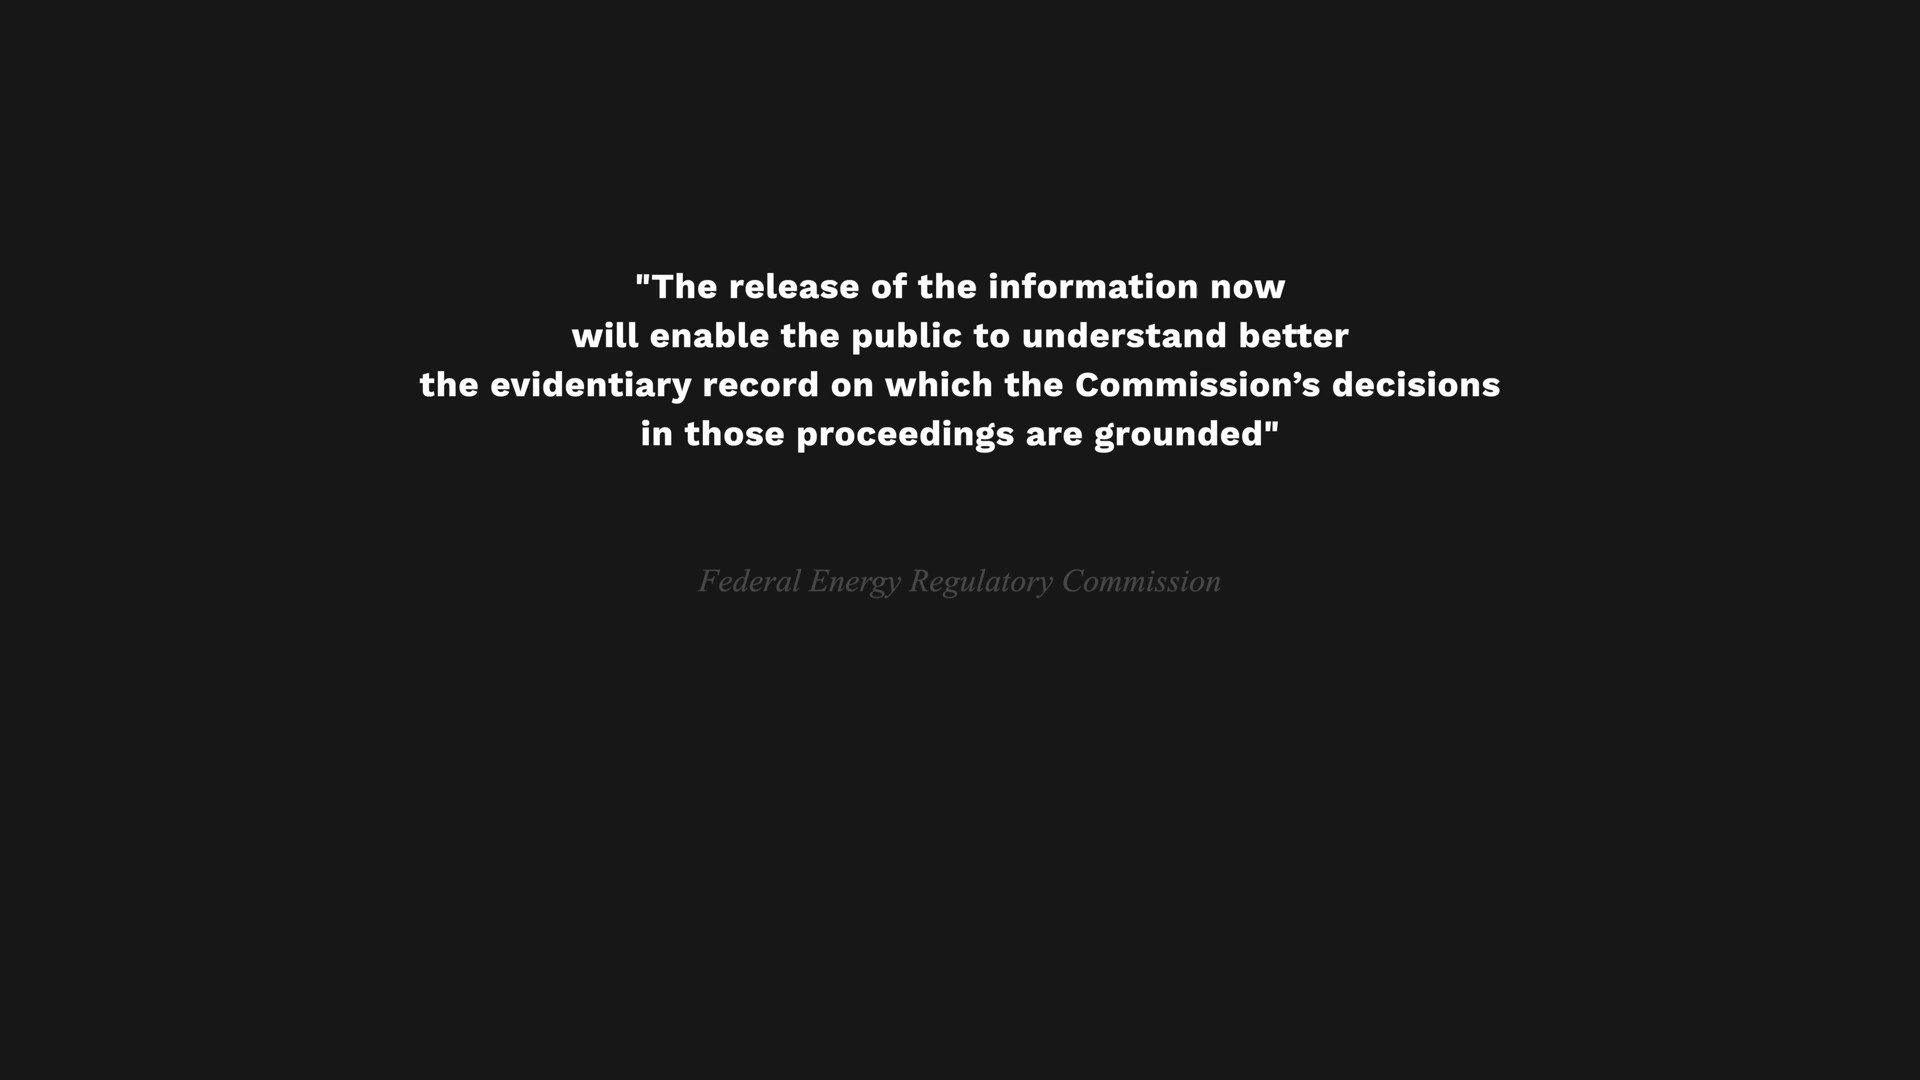 "The release of the information now
will enable the public to understand better
the evidentiary record on which the Commission’s decisions
in those proceedings are grounded"
Federal Energy Regulatory Commission